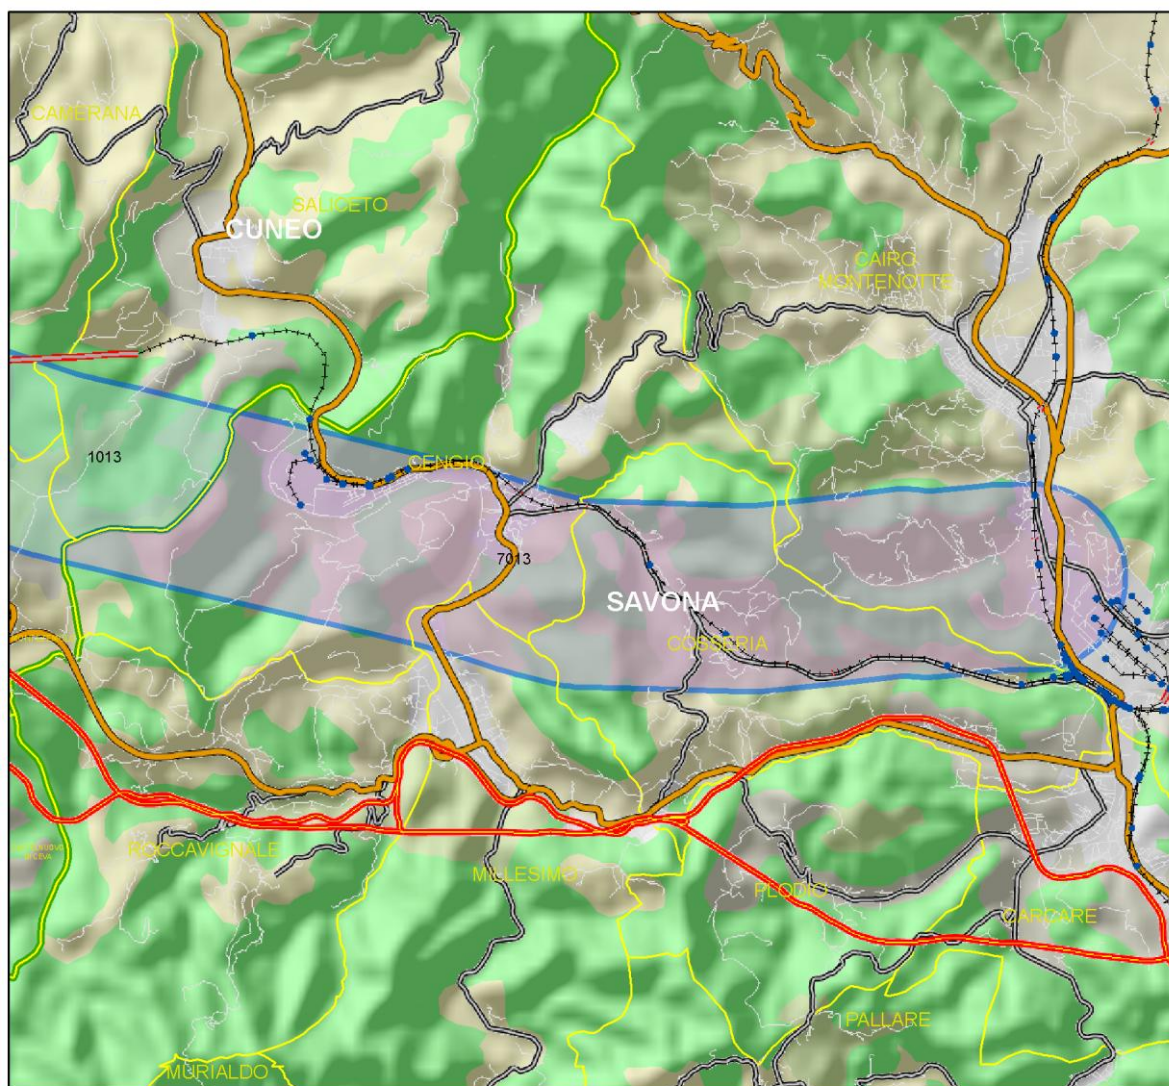 CAMERANA
SALICETO
CUNEO
CAIRO
MONTENOTTE
1013
CENGIO
7013
SAVONA
COSSERIA
ROCCAVIGNALE
MILLESIMO
PLODIO
CARCARE
PALLARE
MURIALDO